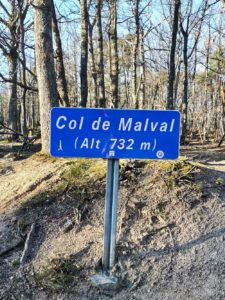 Col de Malval
(Alt 732 m)